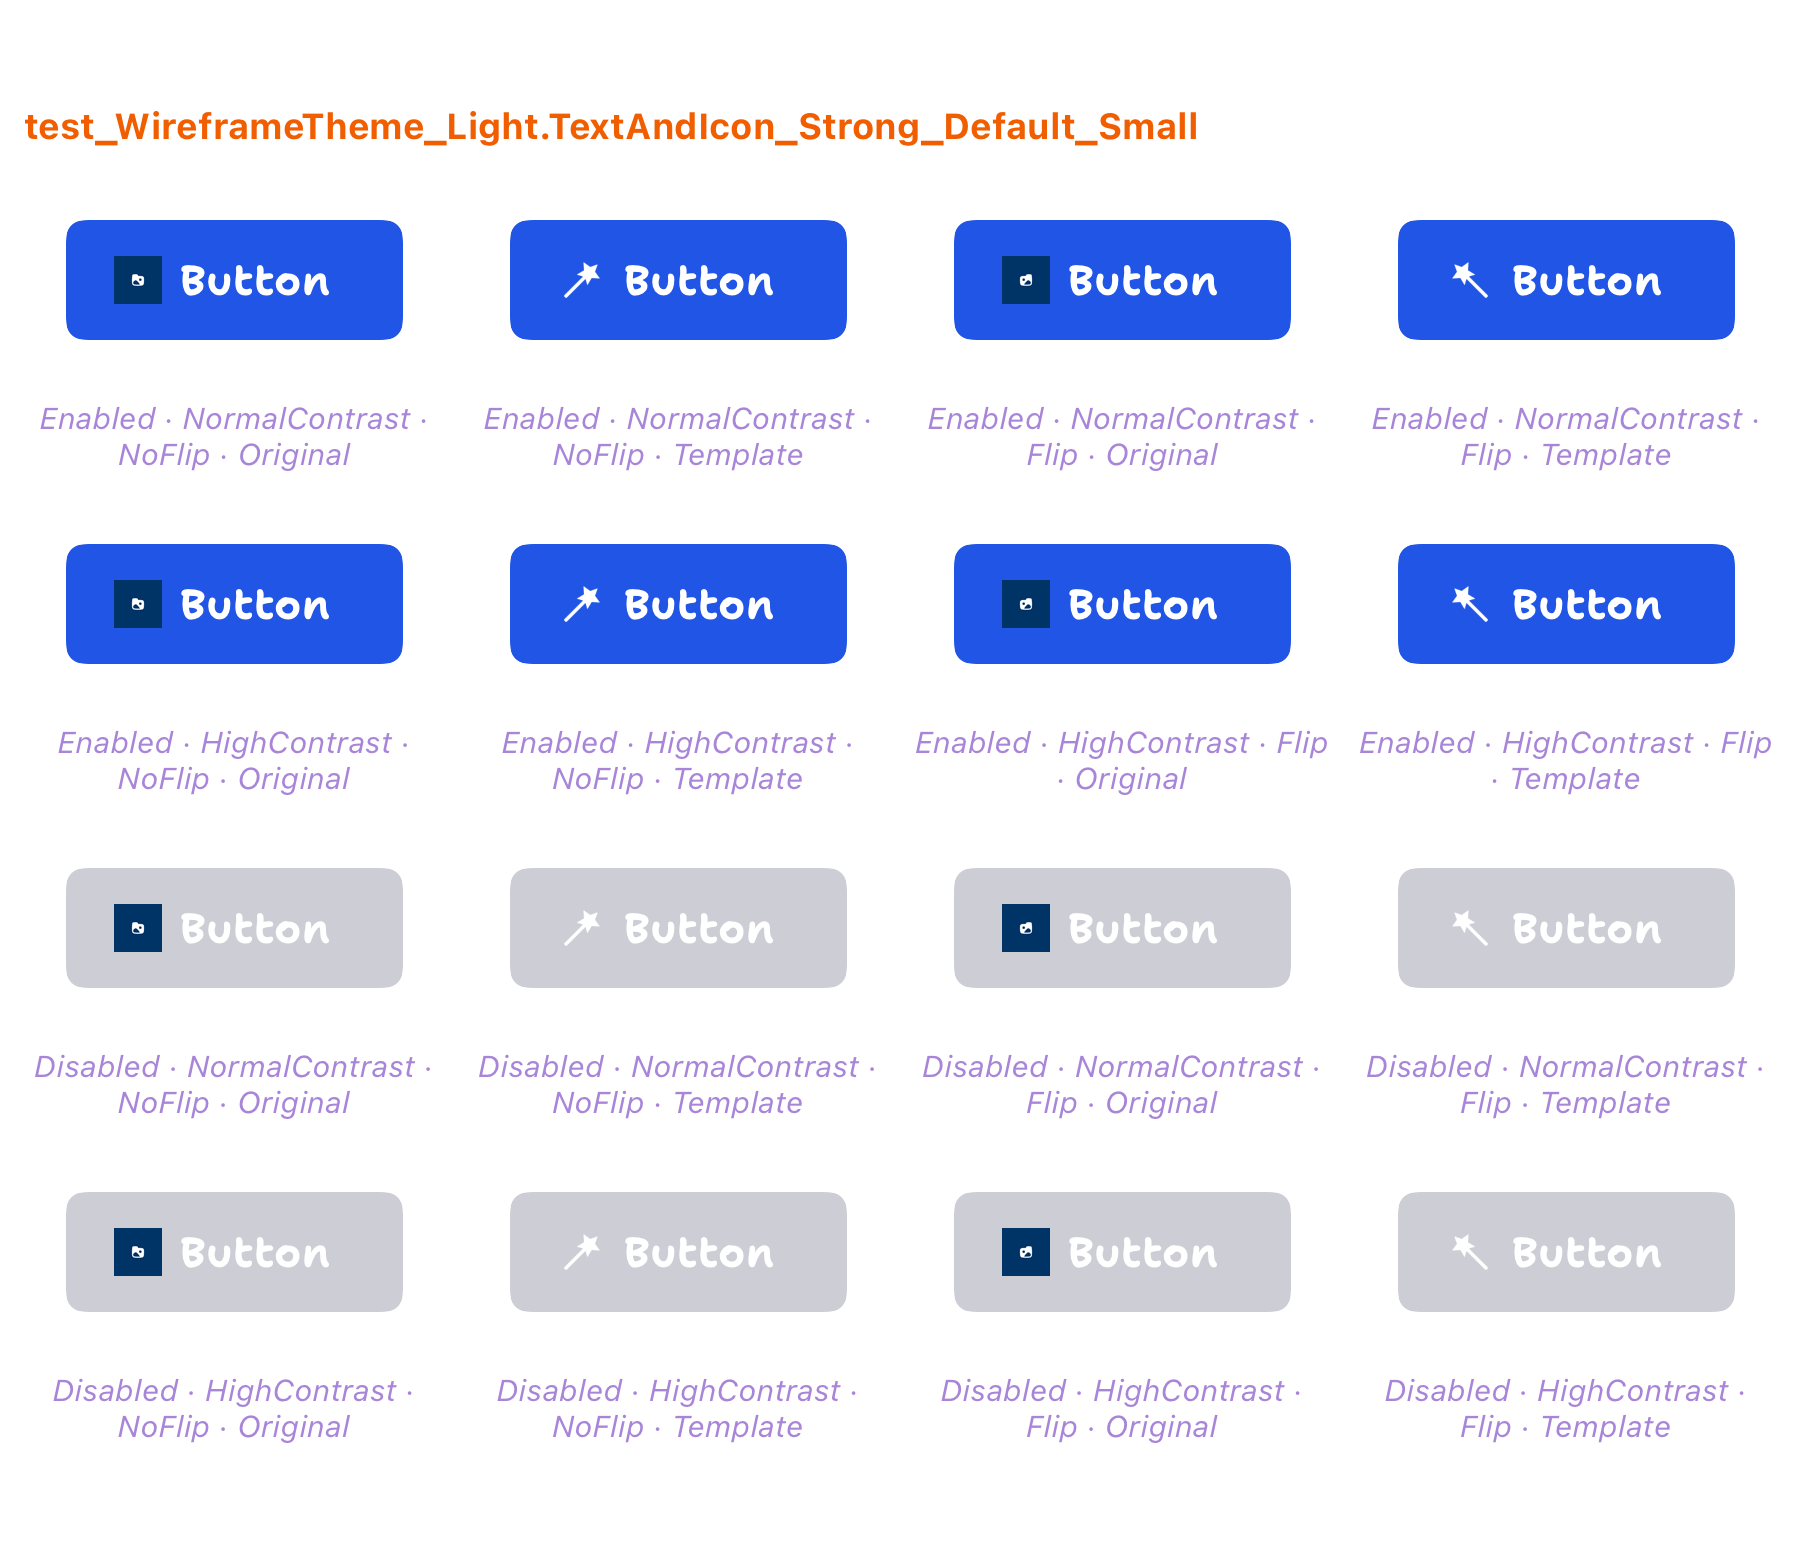 test_WireframeTheme_Light.TextAndIcon_Strong_Default_Small
Button Button Button Button
Enabled · NormalContrast · Enabled · NormalContrast · Enabled · NormalContrast · Enabled · NormalContrast ·
NoFlip · Original NoFlip · Template Flip · Original Flip · Template
Button Button Button Button
Enabled · HighContrast · Enabled · HighContrast · Enabled · HighContrast · Flip Enabled · HighContrast · Flip
NoFlip · Original NoFlip · Template · Original · Template
Button Button Button Button
Disabled · NormalContrast · Disabled · NormalContrast · Disabled · NormalContrast · Disabled · NormalContrast ·
NoFlip · Original NoFlip · Template Flip · Original Flip · Template
Button Button Button Button
Disabled · HighContrast · Disabled · HighContrast · Disabled · HighContrast · Disabled · HighContrast ·
NoFlip · Original NoFlip · Template Flip · Original Flip · Template